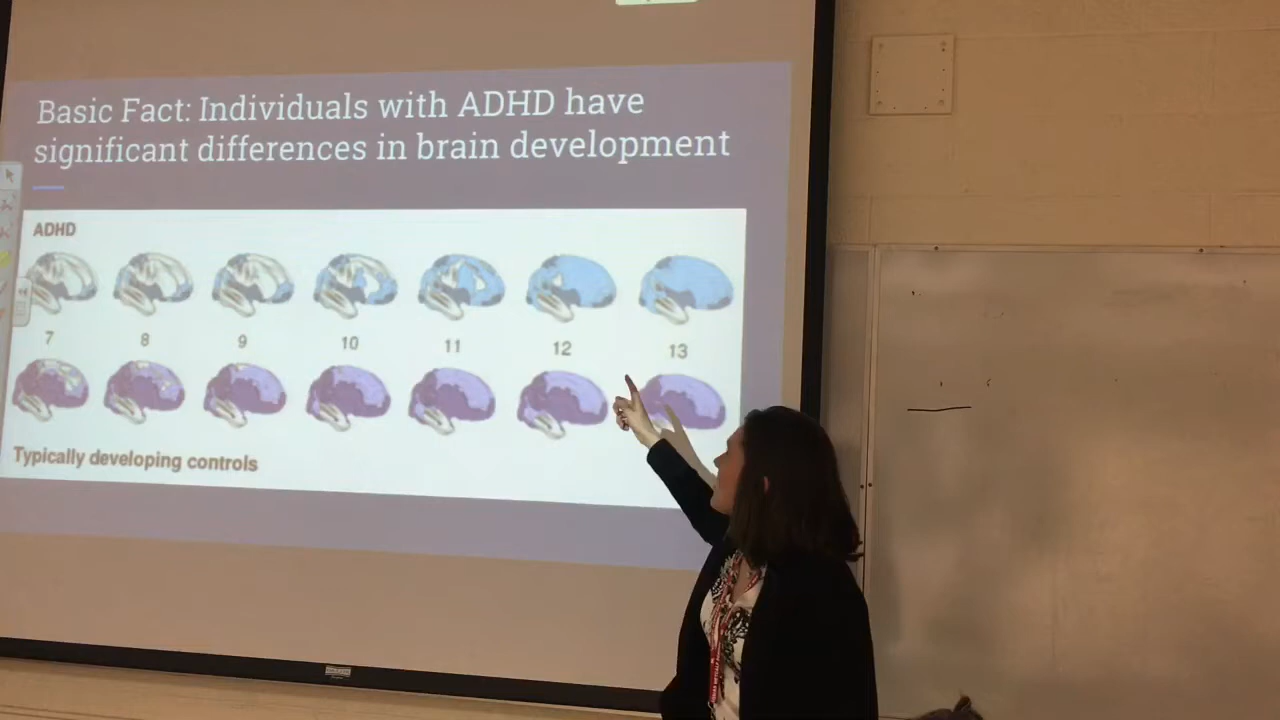 Basic Fact: Individuals with ADHD have
significant differences in brain development
ADHD
7 8 9 10 11 12 13
Typically developing controls